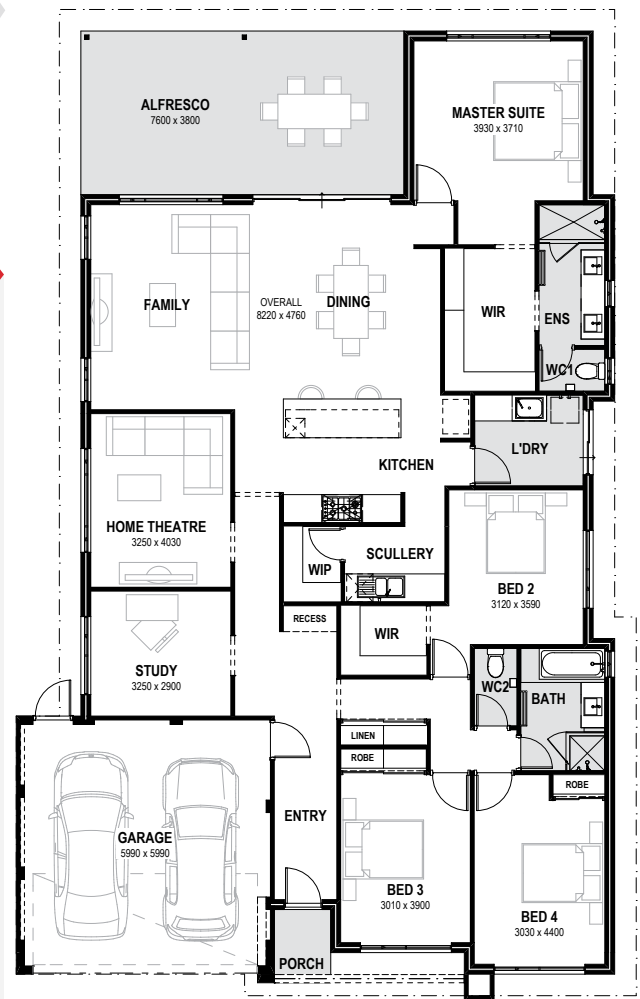 ALFRESCO
7600 x 3800
MASTER SUITE
3930 x 3710
FAMILY
OVERALL
8220 x 4760
DINING
WIR
ENS
WC1
L'DRY
KITCHEN
HOME THEATRE
3250 x 4030
WIP
SCULLERY
BED 2
3120 x 3590
RECESS
WIR
STUDY
3250 x 2900
WC2
BATH
LINEN
ROBE
ROBE
GARAGE
5990 x 5990
ENTRY
BED 3
3010 x 3900
BED 4
3030 x 4400
PORCH